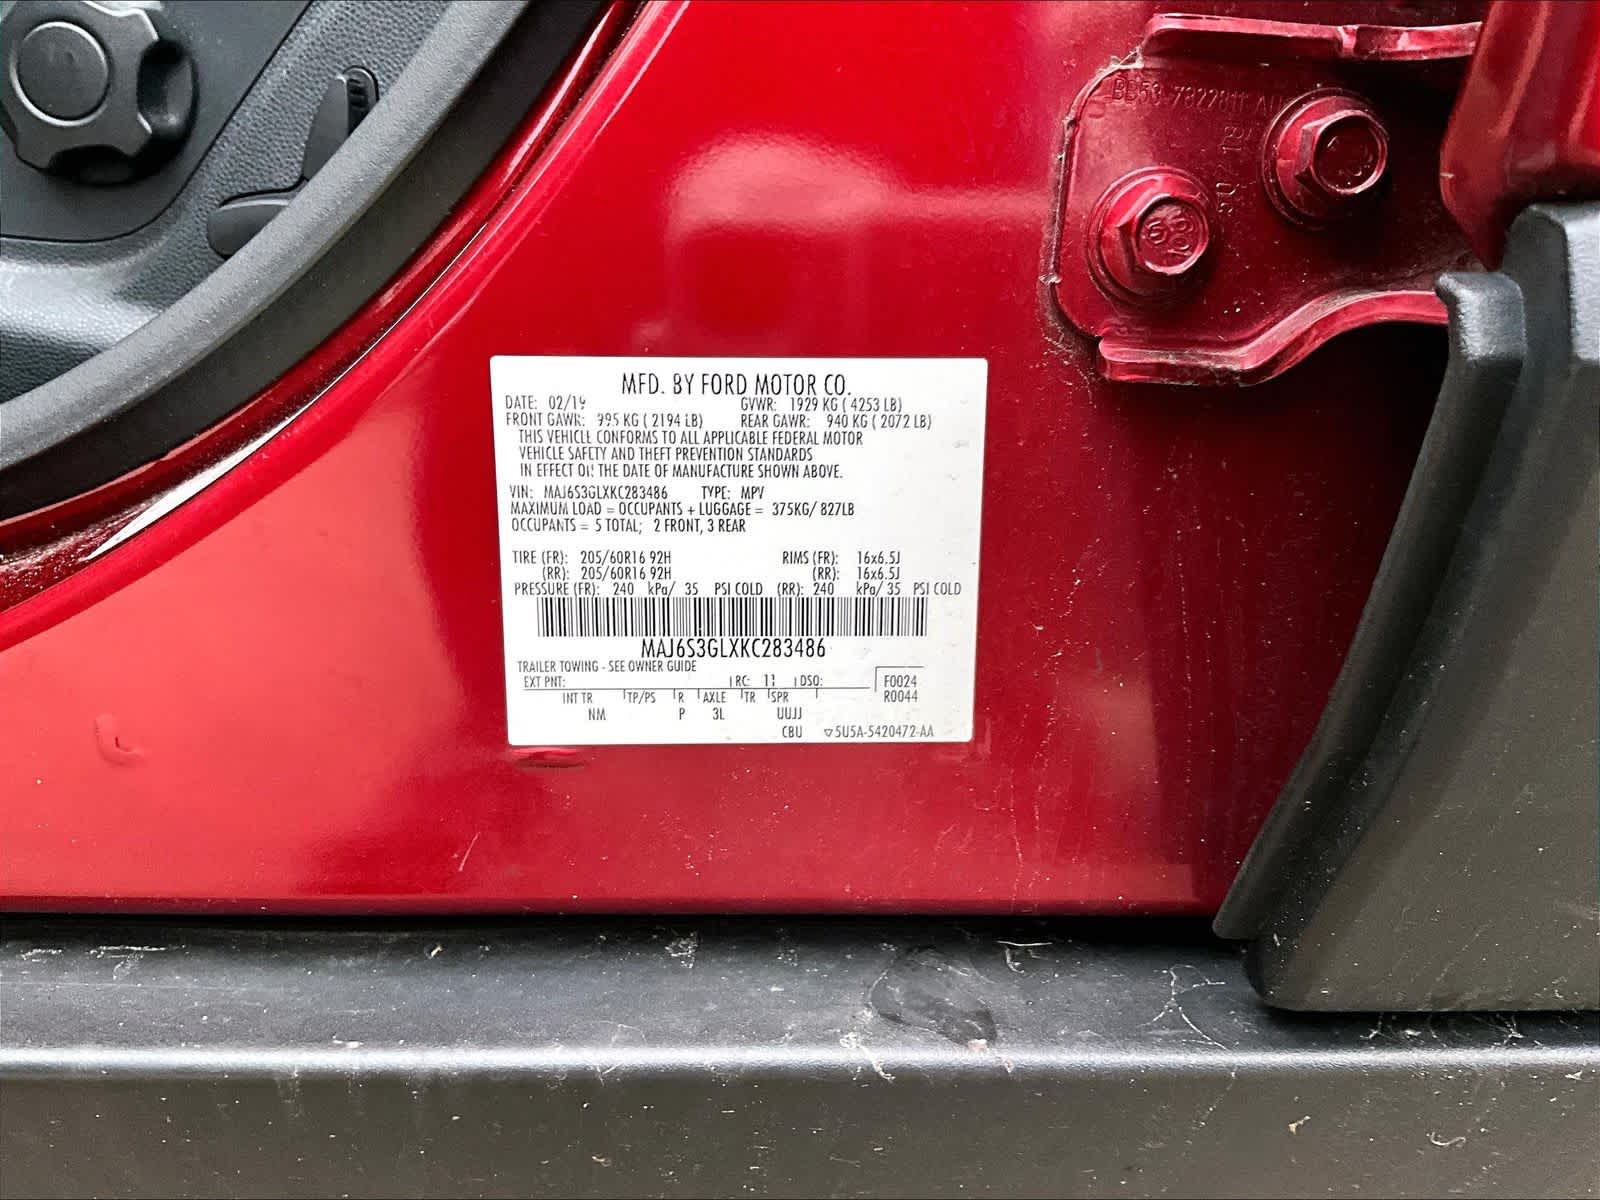 BB53-7822811 AU
MFD. BY FORD MOTOR CO.
DATE: 02/19 GVWR: 1929 KG ( 4253 LB)
FRONT GAWR: 995 KG ( 2194 LB) REAR GAWR: 940 KG ( 2072 LB)
THIS VEHICLE CONFORMS TO ALL APPLICABLE FEDERAL MOTOR
VEHICLE SAFETY AND THEFT PREVENTION STANDARDS
IN EFFECT ON THE DATE OF MANUFACTURE SHOWN ABOVE.
VIN: MAJ6S3GLXKC283486 TYPE: MPV
MAXIMUM LOAD = OCCUPANTS + LUGGAGE = 375KG/ 827LB
OCCUPANTS = 5 TOTAL; 2 FRONT, 3 REAR
TIRE (FR): 205/60R16 92H RIMS (FR): 16x6.5J
(RR): 205/60R16 92H (RR): 16x6.5J
PRESSURE (FR): 240 kPa/ 35 PSI COLD (RR): 240 kPa/ 35 PSI COLD
MAJ6S3GLXKC283486
TRAILER TOWING - SEE OWNER GUIDE
EXT PNT: RC: 11 DSO: F0024
INT TR TP/PS R AXLE TR SPR R0044
NM P 3L UUJJ
CBU ▽5U5A-5420472-AA